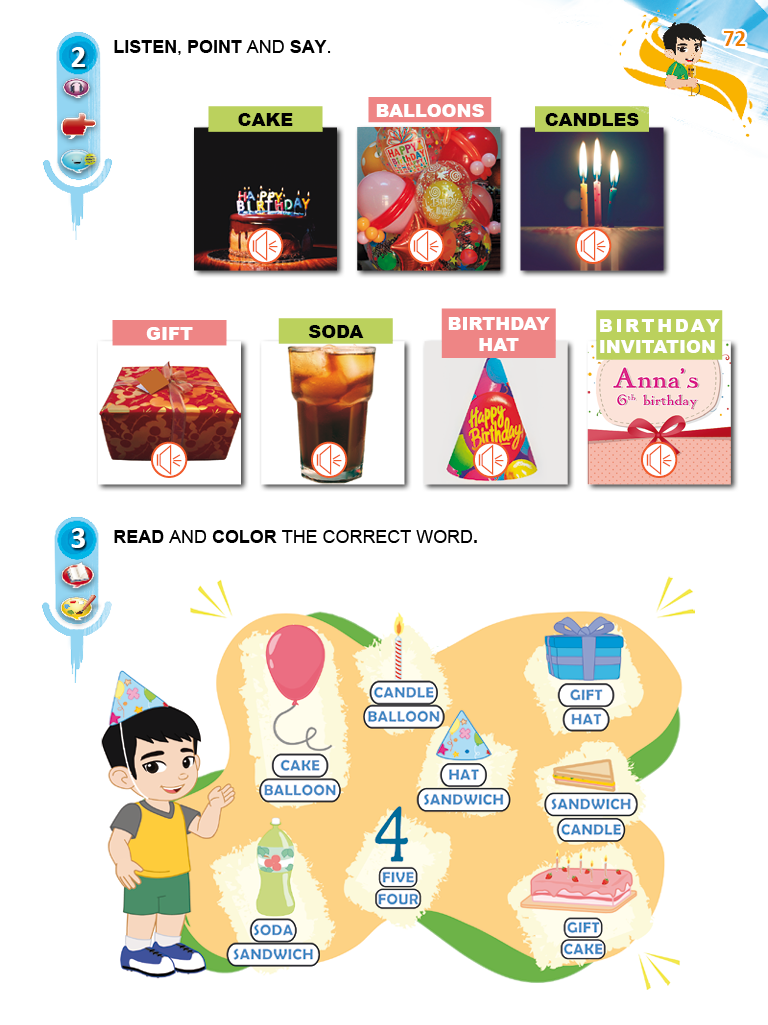 72
2
LISTEN, POINT AND SAY.
CAKE
BALLOONS
CANDLES
HAPPY
BIRTHDAY
HAPPY
BIRTHDAY
GIFT
SODA
BIRTHDAY
HAT
BIRTHDAY
INVITATION
Happy
Birthday
Anna's
6th birthday
3
READ AND COLOR THE CORRECT WORD.
CANDLE
BALLOON
GIFT
HAT
CAKE
BALLOON
HAT
SANDWICH
SANDWICH
CANDLE
4
FIVE
FOUR
SODA
SANDWICH
GIFT
CAKE